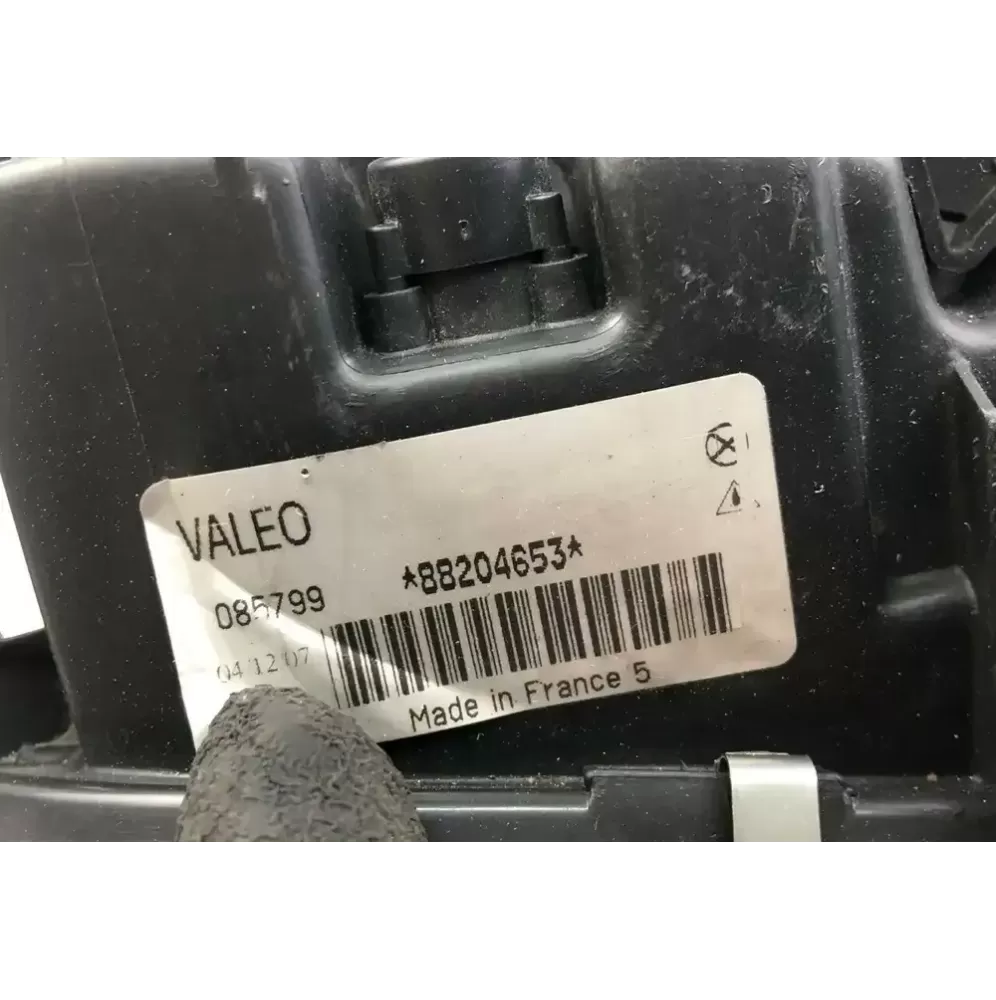 VALEO
*88204653*
085799
04/12/07
Made in France 5